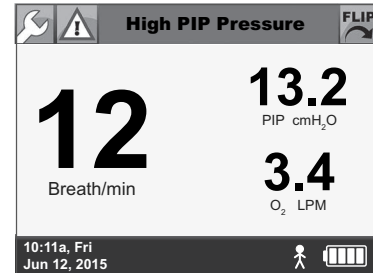 High PIP Pressure
FLIP
12
Breath/min
13.2
PIP cmH₂O
3.4
O₂ LPM
10:11a, Fri
Jun 12, 2015